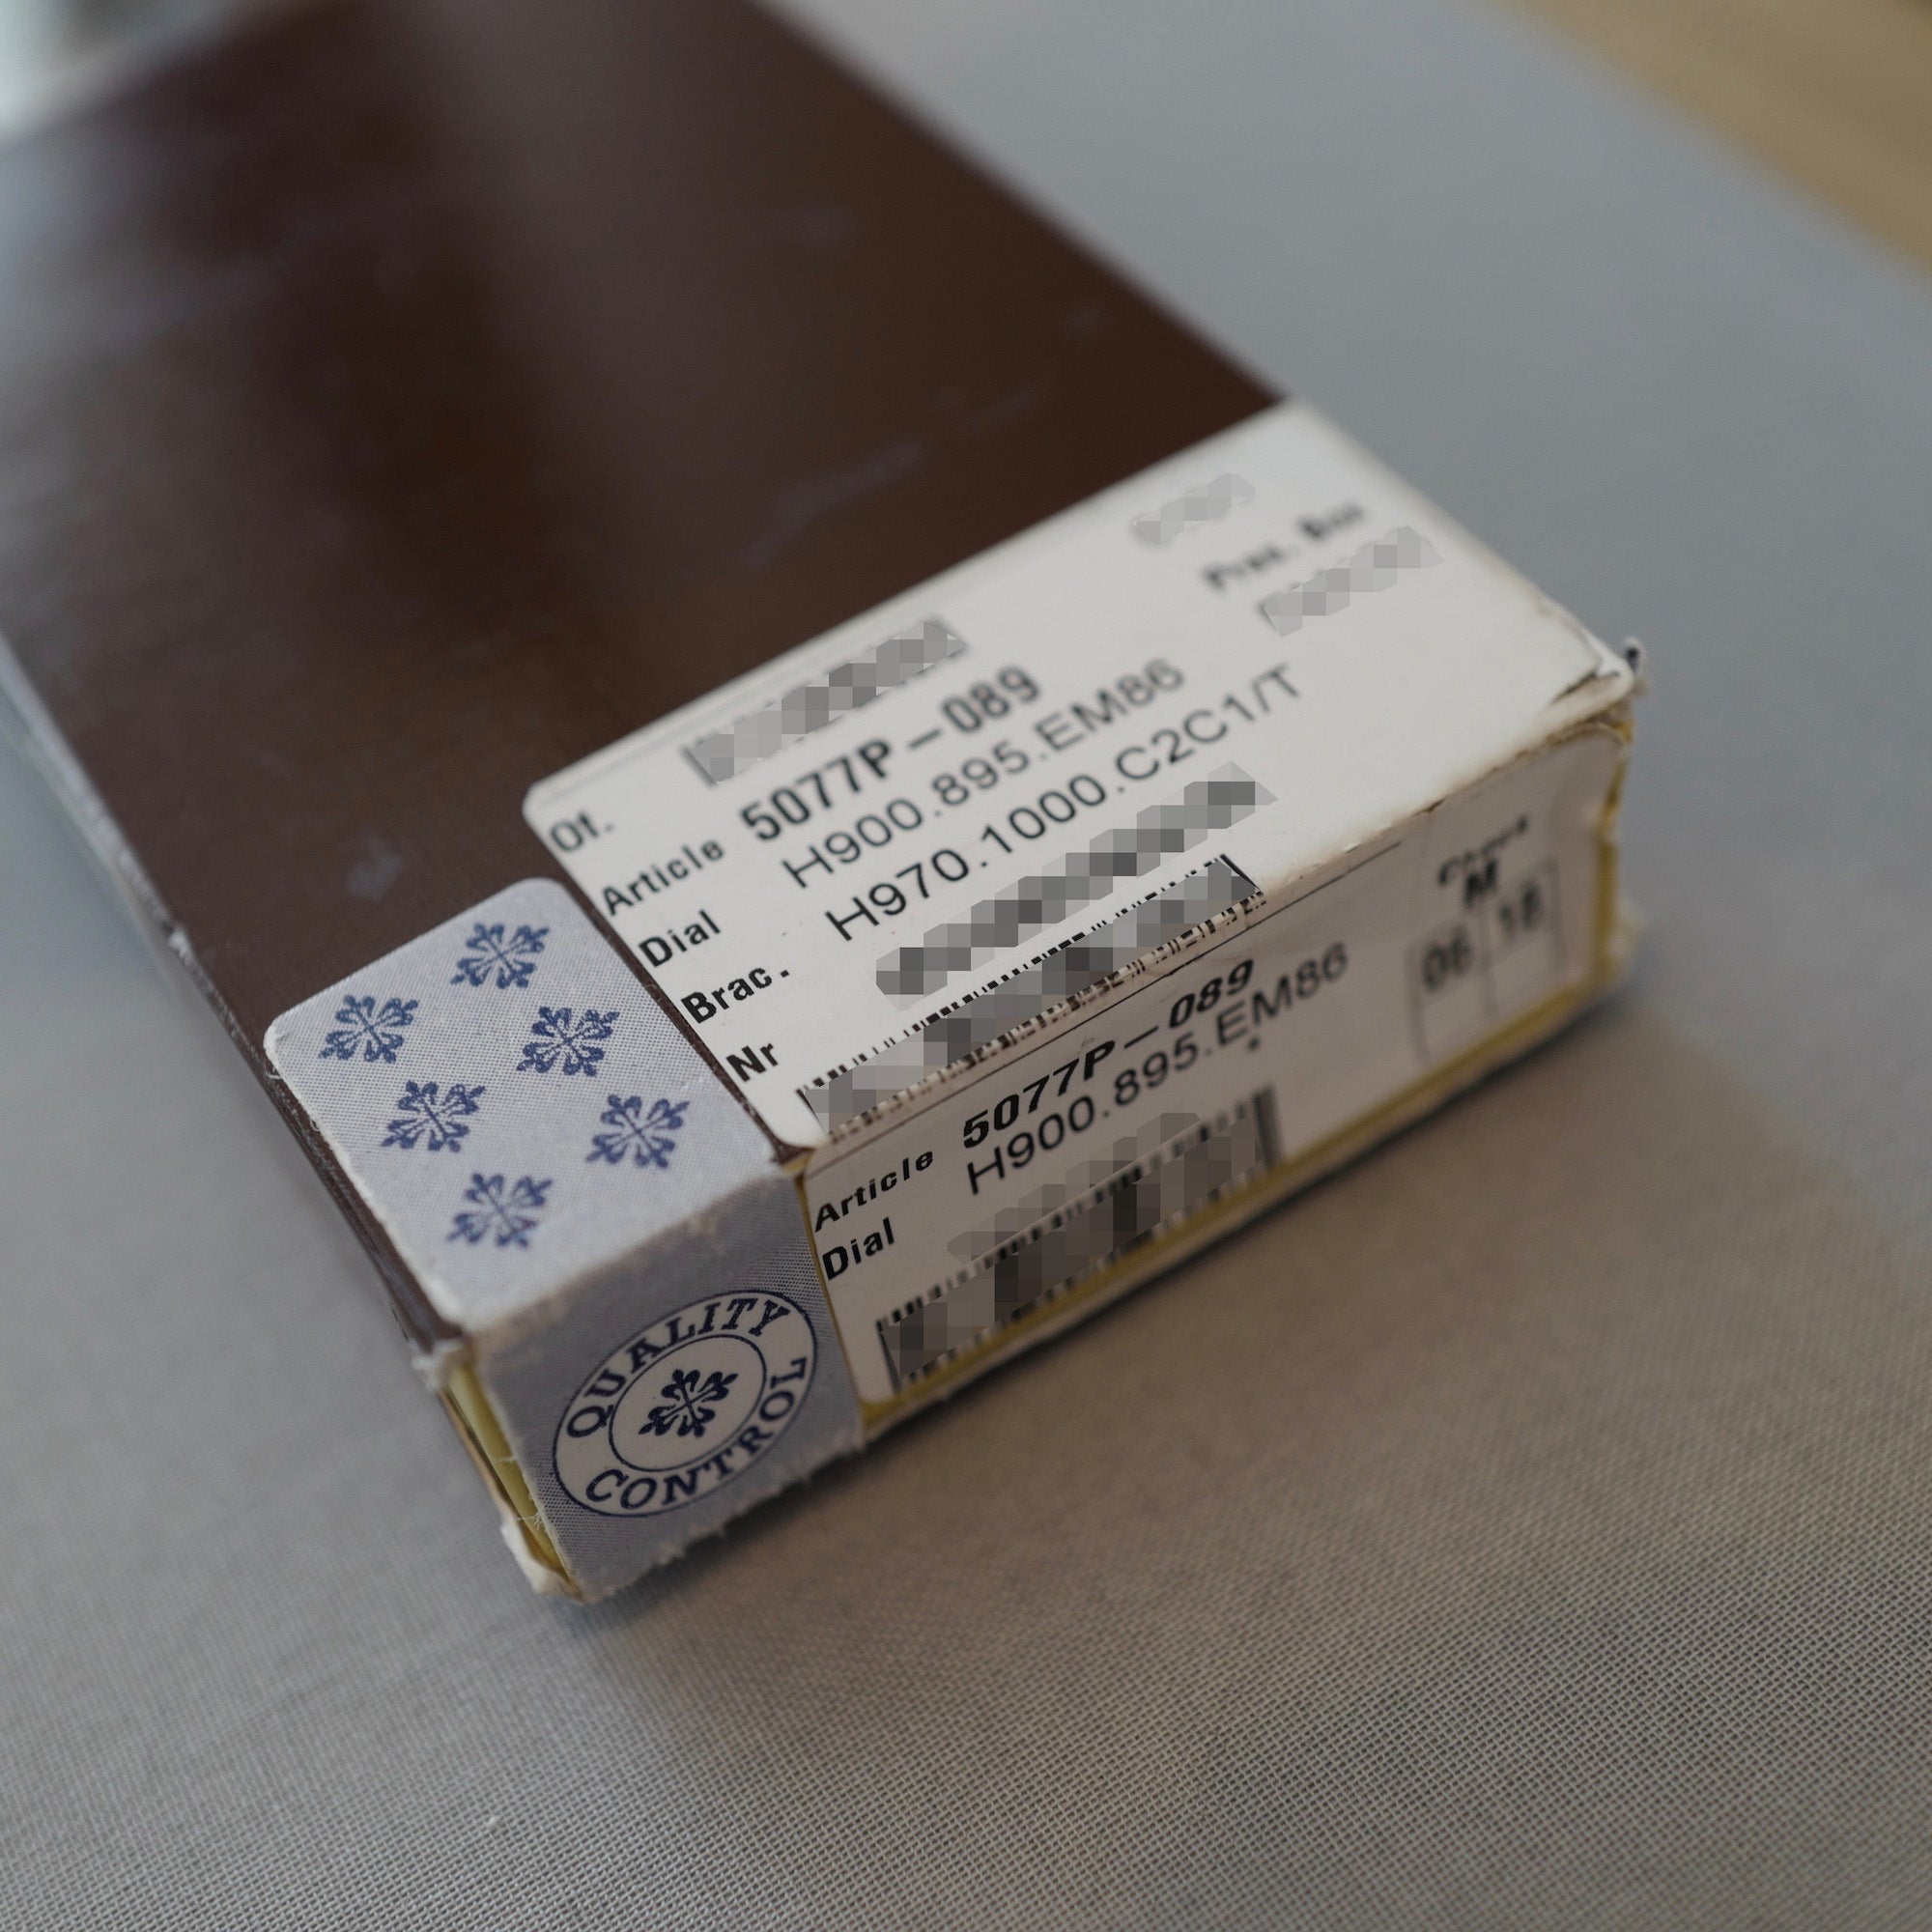 Of.
Article 5077P-089
Dial H900.895.EM86
Brac. H970.1000.C2C1/T
Nr
Article 5077P-089
Dial H900.895.EM86
M
06 18
QUALITY
CONTROL